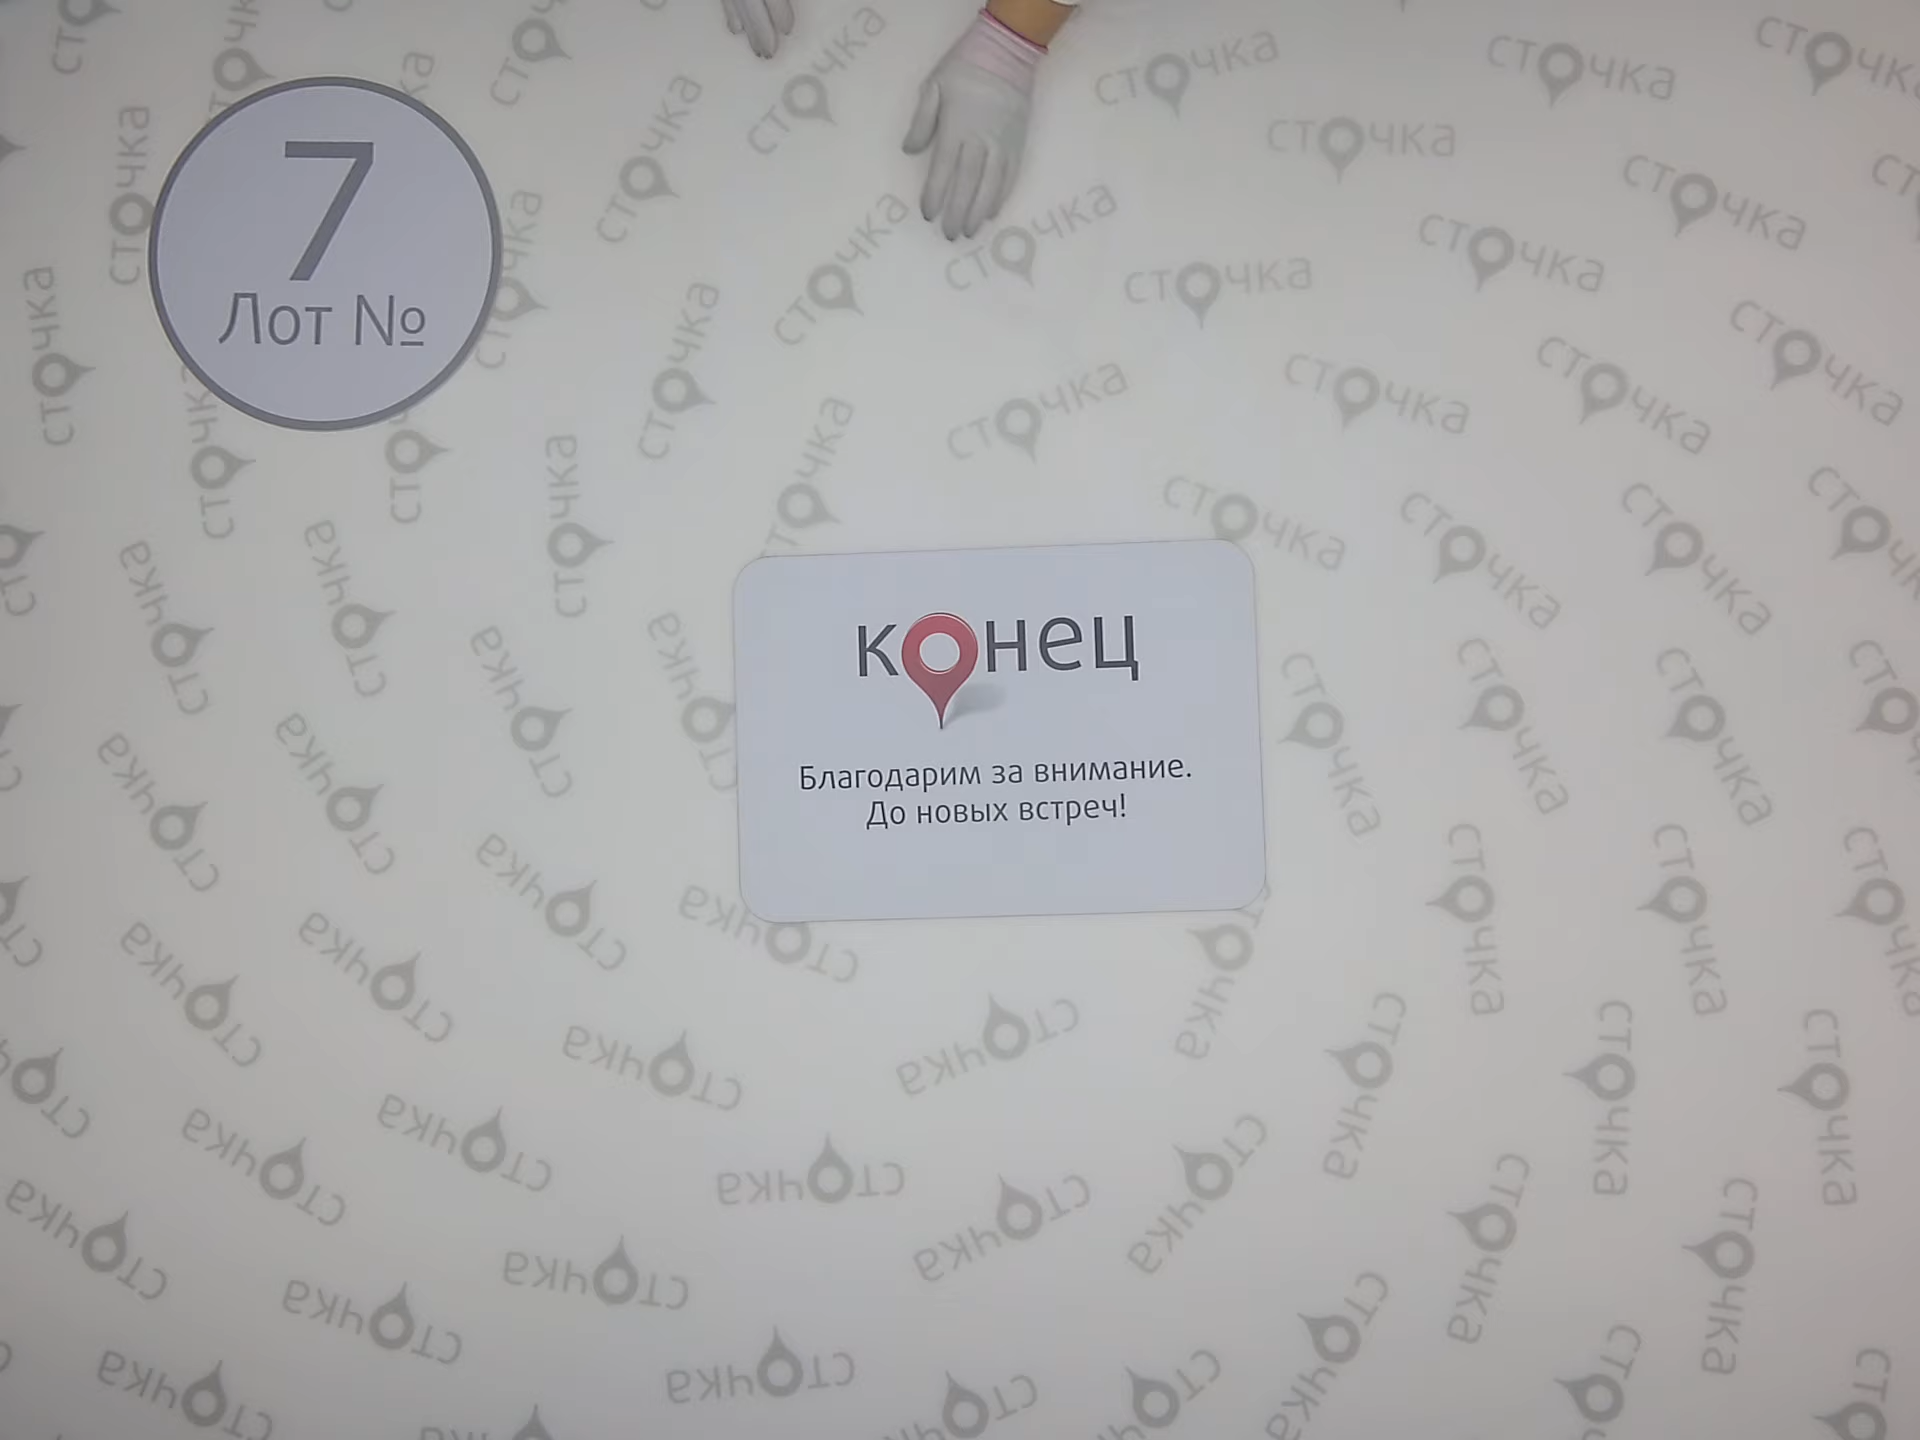 7
Лот №
конец
Благодарим за внимание.
До новых встреч!
сточка